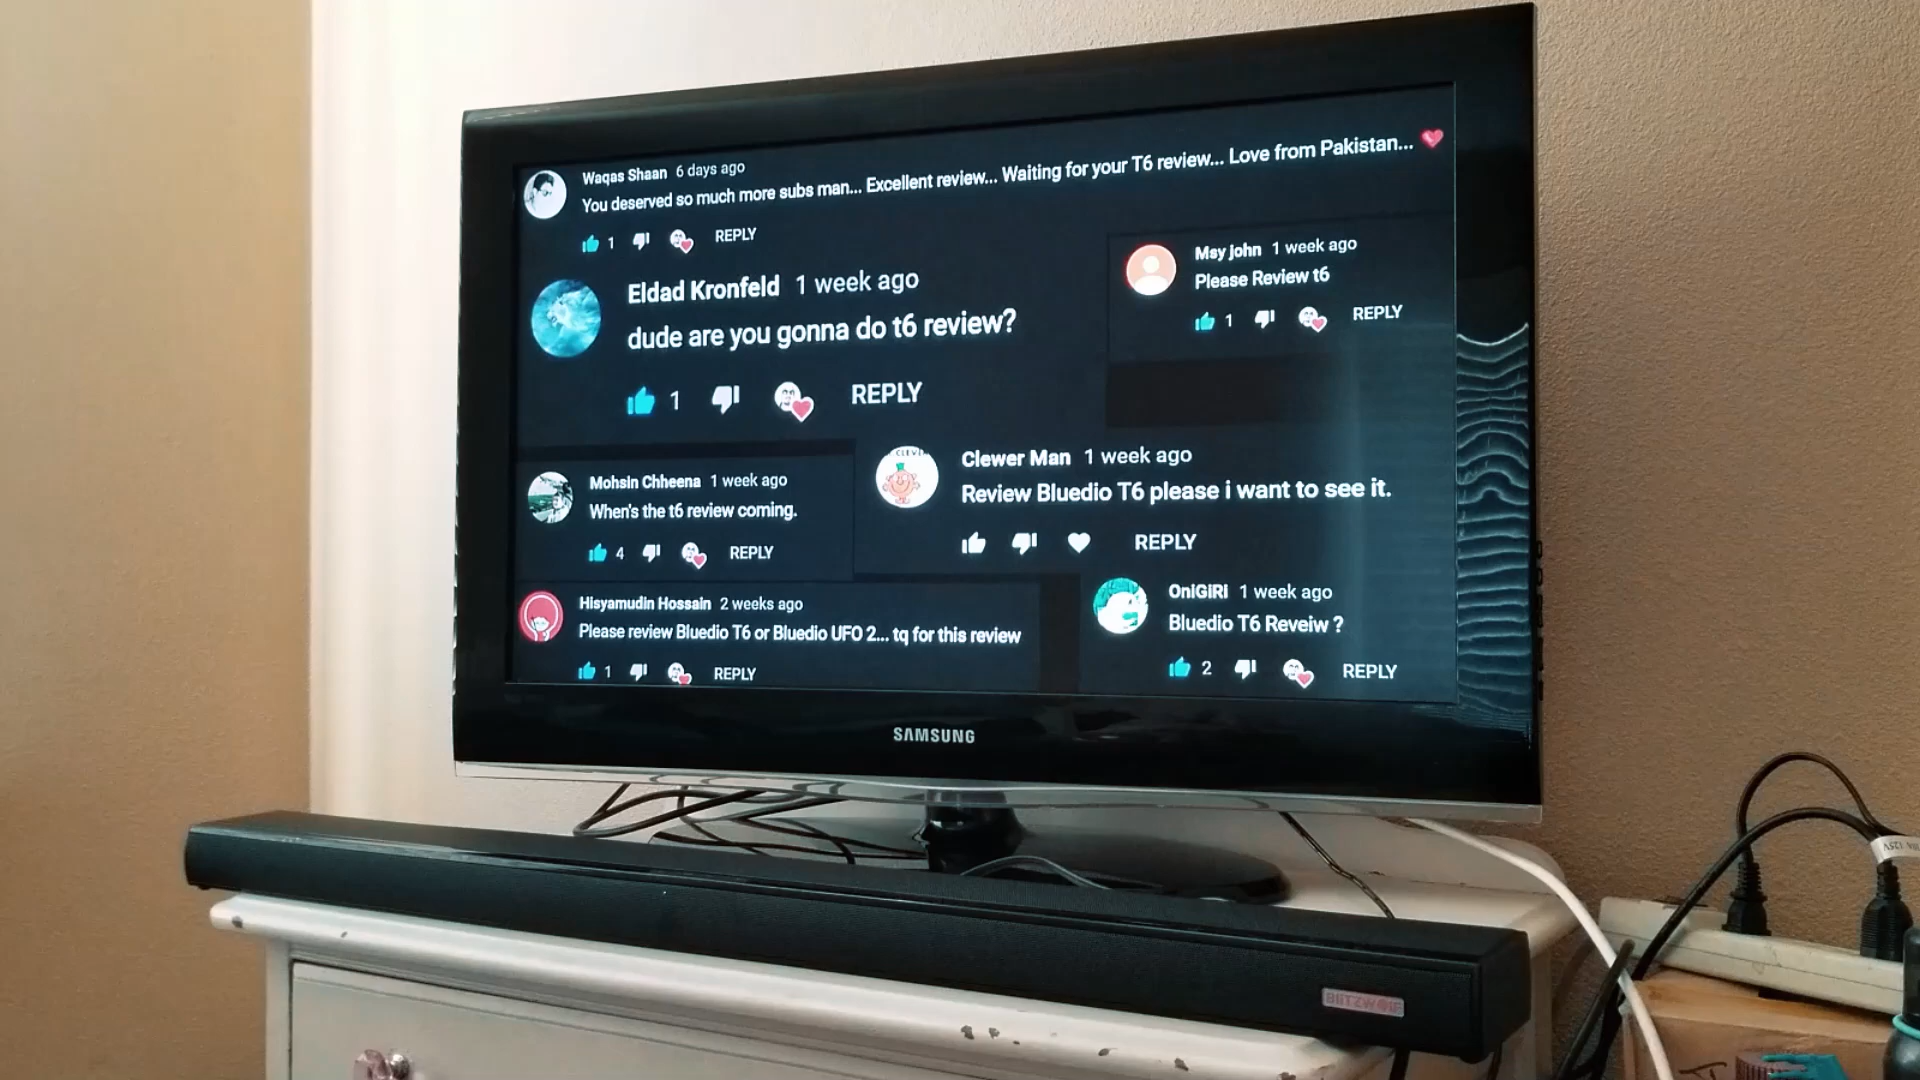 Waqas Shaan 6 days ago
You deserved so much more subs man... Excellent review... Waiting for your T6 review... Love from Pakistan... ❤
1 REPLY
Eldad Kronfeld 1 week ago
dude are you gonna do t6 review?
1 REPLY
Msy john 1 week ago
Please Review t6
1 REPLY
Mohsin Chheena 1 week ago
When's the t6 review coming.
4 REPLY
CLEVE
Clewer Man 1 week ago
Review Bluedio T6 please i want to see it.
REPLY
Hisyamudin Hossain 2 weeks ago
Please review Bluedio T6 or Bluedio UFO 2... tq for this review
1 REPLY
OniGIRI 1 week ago
Bluedio T6 Reveiw ?
2 REPLY
SAMSUNG
BLITZWOLF